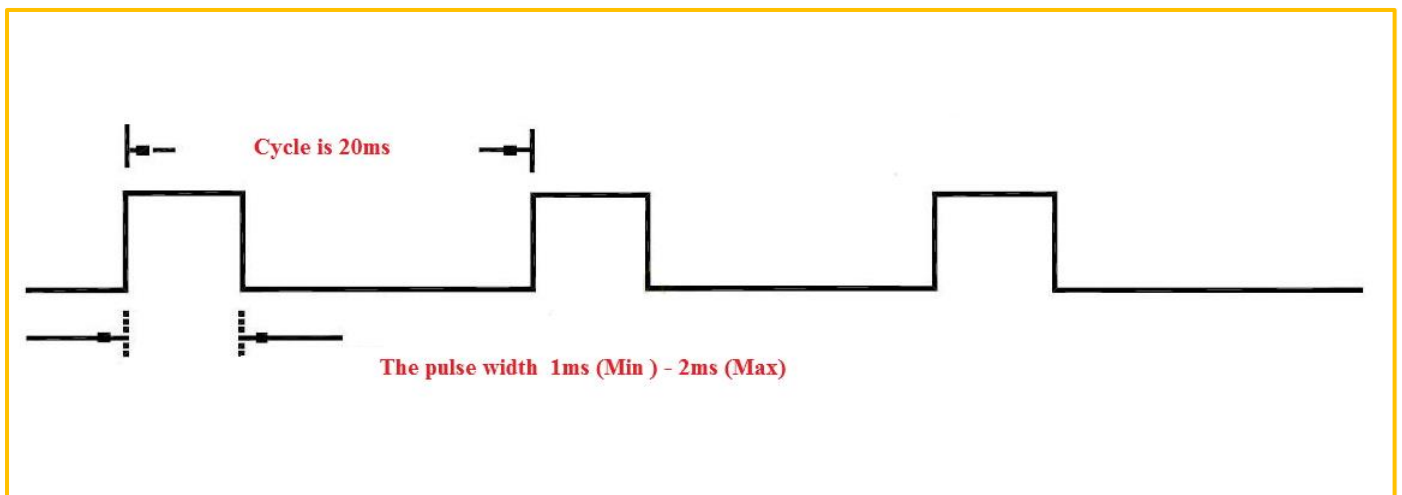 Cycle is 20ms
The pulse width 1ms (Min ) - 2ms (Max)